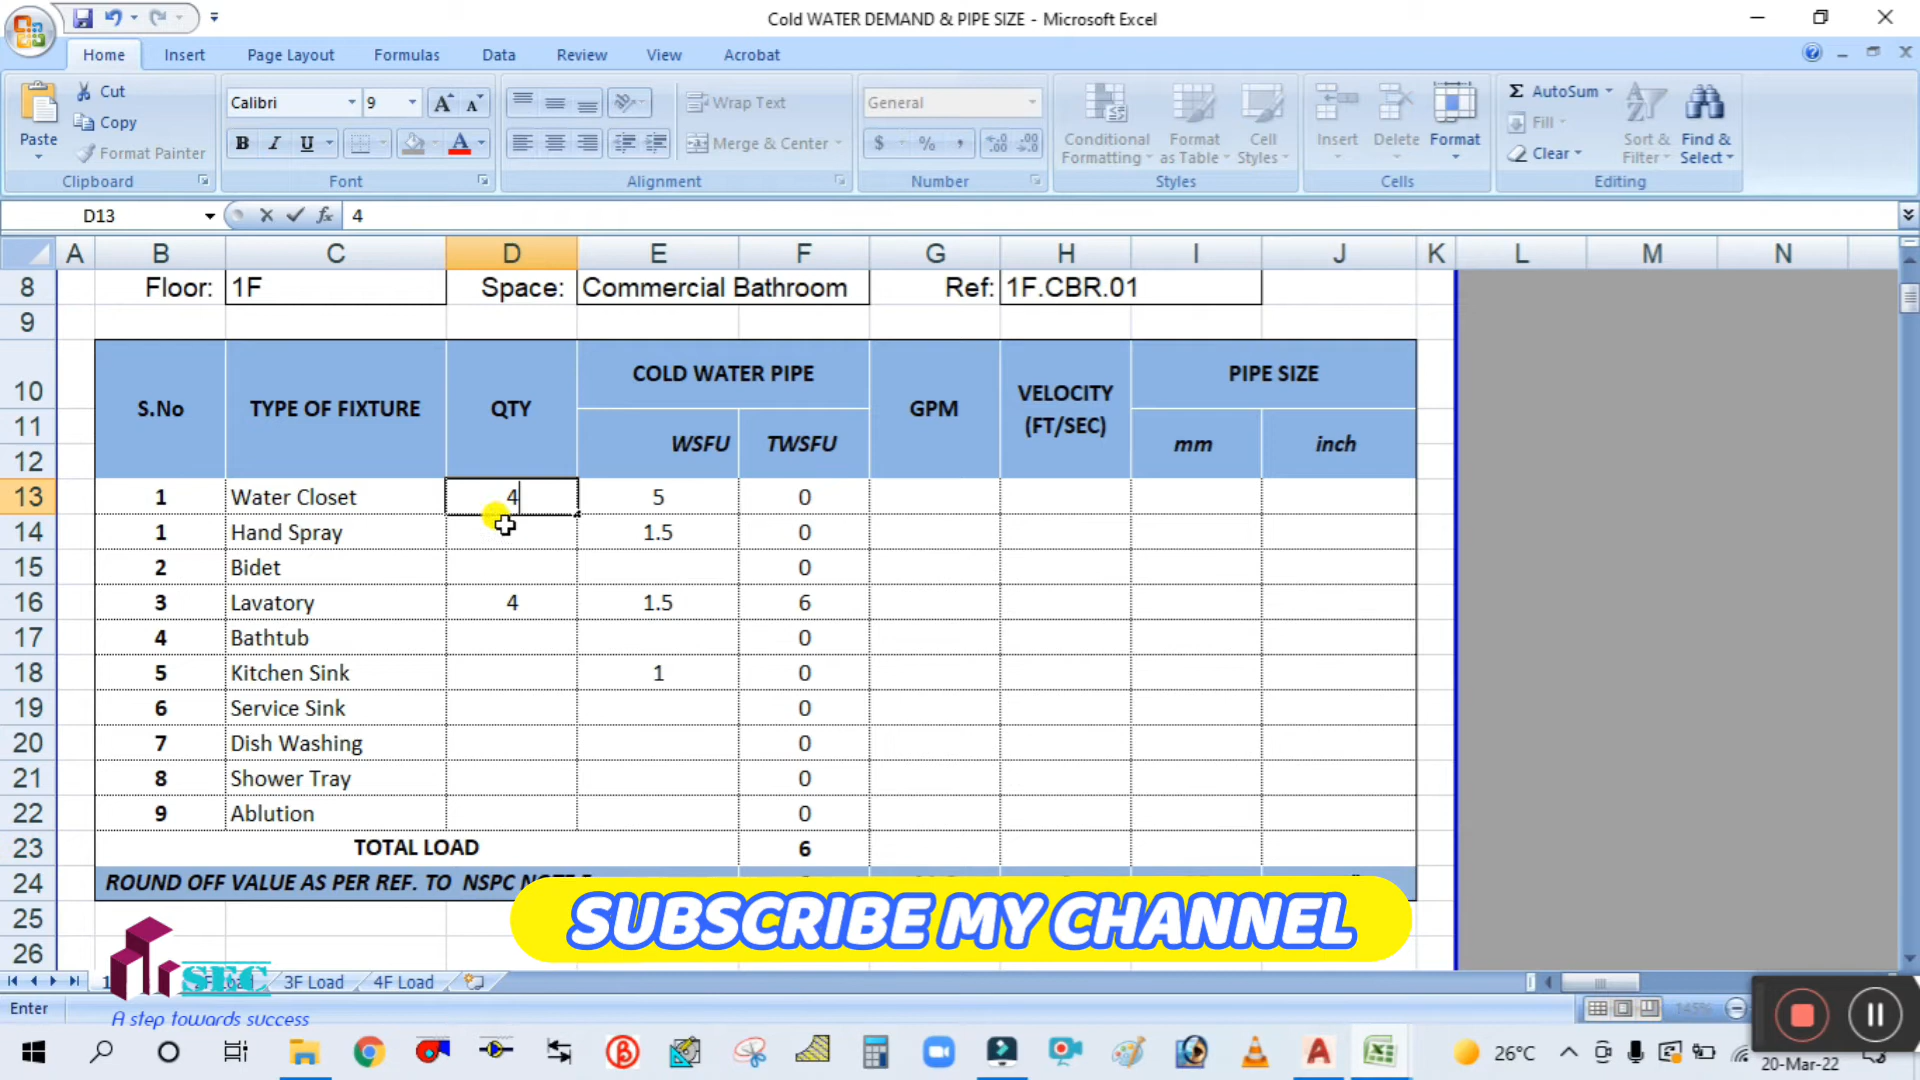 Cold WATER DEMAND & PIPE SIZE - Microsoft Excel
Home Insert Page Layout Formulas Data Review View Acrobat
Paste Cut Copy Format Painter Clipboard
Calibri 9 A A B I U A Font
Wrap Text Merge & Center Alignment
General $ % , Number
Conditional Formatting Format as Table Cell Styles Styles
Insert Delete Format Cells
Σ AutoSum Fill Clear Sort & Filter Find & Select Editing
D13 fx 4
A B C D E F G H I J K L M N
8 Floor: 1F Space: Commercial Bathroom Ref: 1F.CBR.01
9
10 S.No TYPE OF FIXTURE QTY COLD WATER PIPE GPM VELOCITY (FT/SEC) PIPE SIZE
11
12 WSFU TWSFU mm inch
13 1 Water Closet 4 5 0
14 1 Hand Spray 1.5 0
15 2 Bidet 0
16 3 Lavatory 4 1.5 6
17 4 Bathtub 0
18 5 Kitchen Sink 1 0
19 6 Service Sink 0
20 7 Dish Washing 0
21 8 Shower Tray 0
22 9 Ablution 0
23 TOTAL LOAD 6
24 ROUND OFF VALUE AS PER REF. TO NSPC
25
26
SUBSCRIBE MY CHANNEL
SEC
3F Load 4F Load
A step towards success
Enter 145%
26°C
20-Mar-22